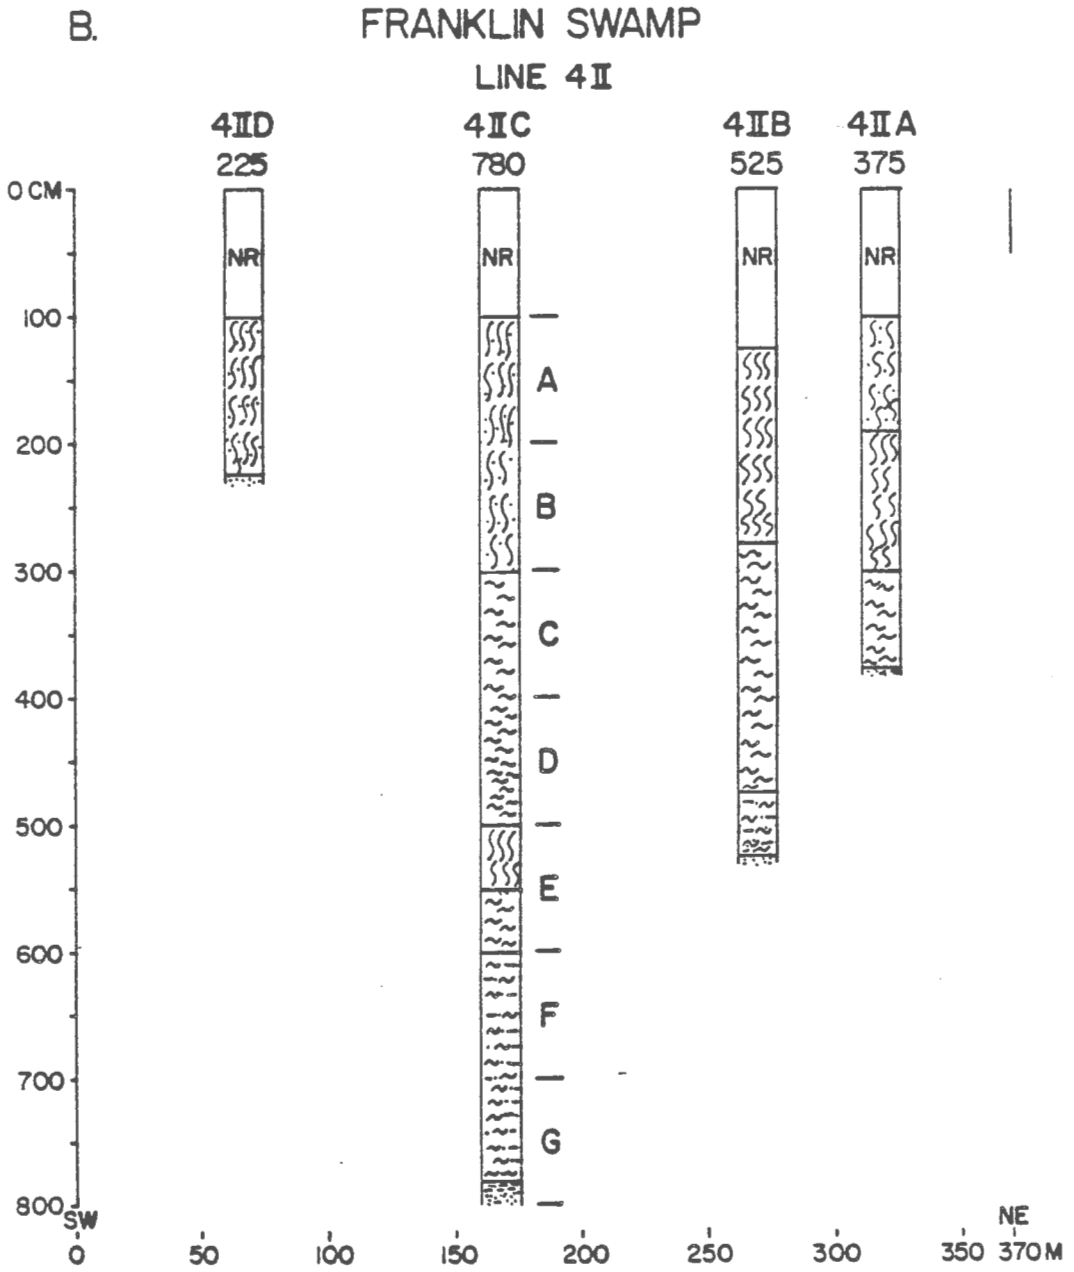 B. FRANKLIN SWAMP
LINE 4II
4IID 4IIC 4IIB 4IIA
225 780 525 375
0 CM
NR NR NR NR
100
A
200
B
300
C
400
D
500
E
600
F
700
G
800
SW NE
0 50 100 150 200 250 300 350 370 M